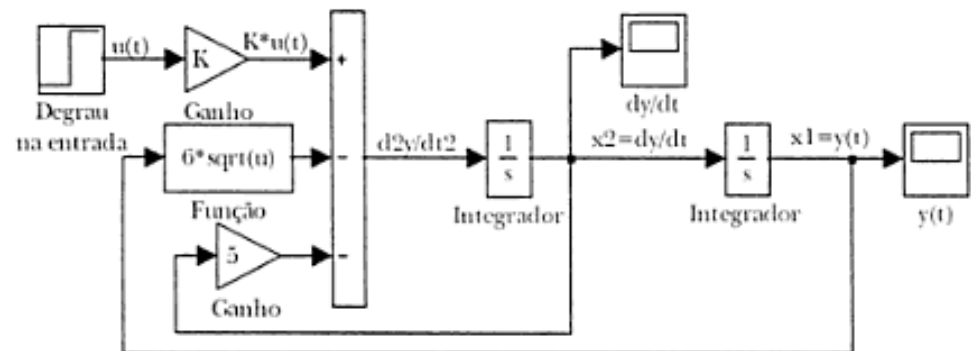 u(t)
K
K*u(t)
Degrau
na entrada
Ganho
+
6*sqrt(u)
-
Função
5
-
Ganho
d2y/dt2
1
s
Integrador
dy/dt
x2=dy/dt
1
s
Integrador
x1=y(t)
y(t)